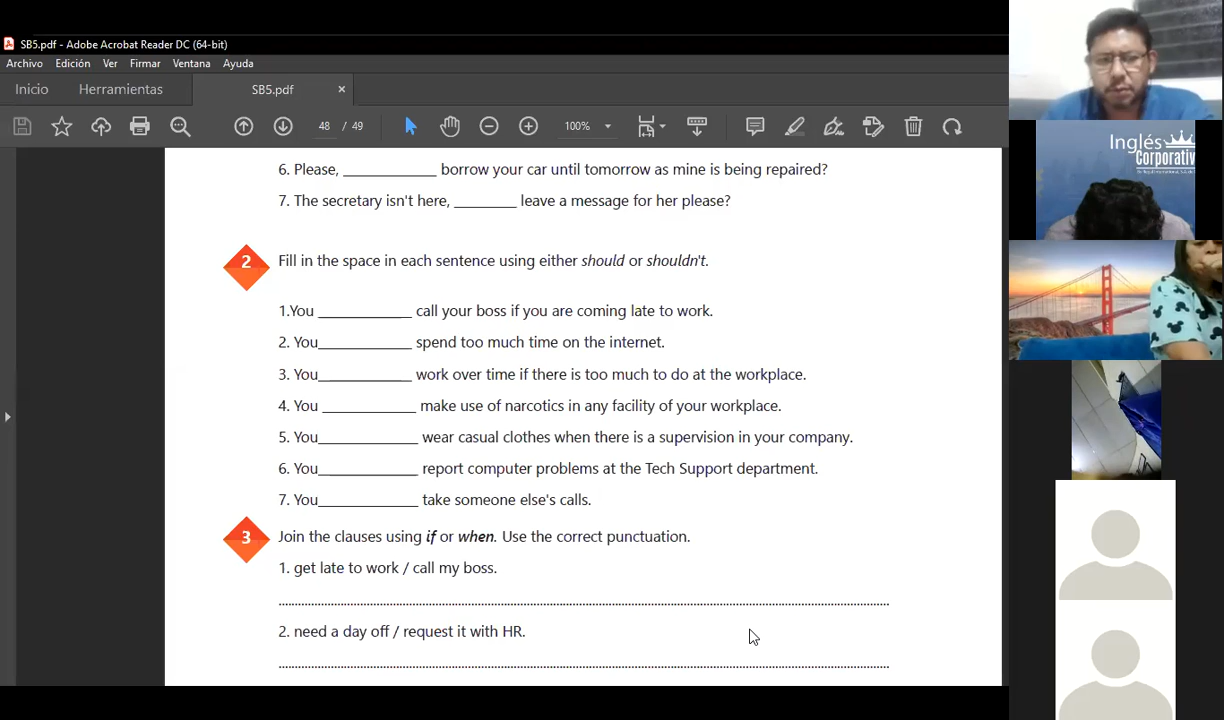 SB5.pdf - Adobe Acrobat Reader DC (64-bit)
Archivo Edición Ver Firmar Ventana Ayuda
Inicio Herramientas SB5.pdf ×
48 / 49 100%
6. Please, ____________ borrow your car until tomorrow as mine is being repaired?
7. The secretary isn't here, ________ leave a message for her please?
2 Fill in the space in each sentence using either should or shouldn't.
1.You ____________ call your boss if you are coming late to work.
2. You____________ spend too much time on the internet.
3. You____________ work over time if there is too much to do at the workplace.
4. You ____________ make use of narcotics in any facility of your workplace.
5. You_____________ wear casual clothes when there is a supervision in your company.
6. You_____________ report computer problems at the Tech Support department.
7. You_____________ take someone else's calls.
3 Join the clauses using if or when. Use the correct punctuation.
1. get late to work / call my boss.
2. need a day off / request it with HR.
Inglés
Corporativ